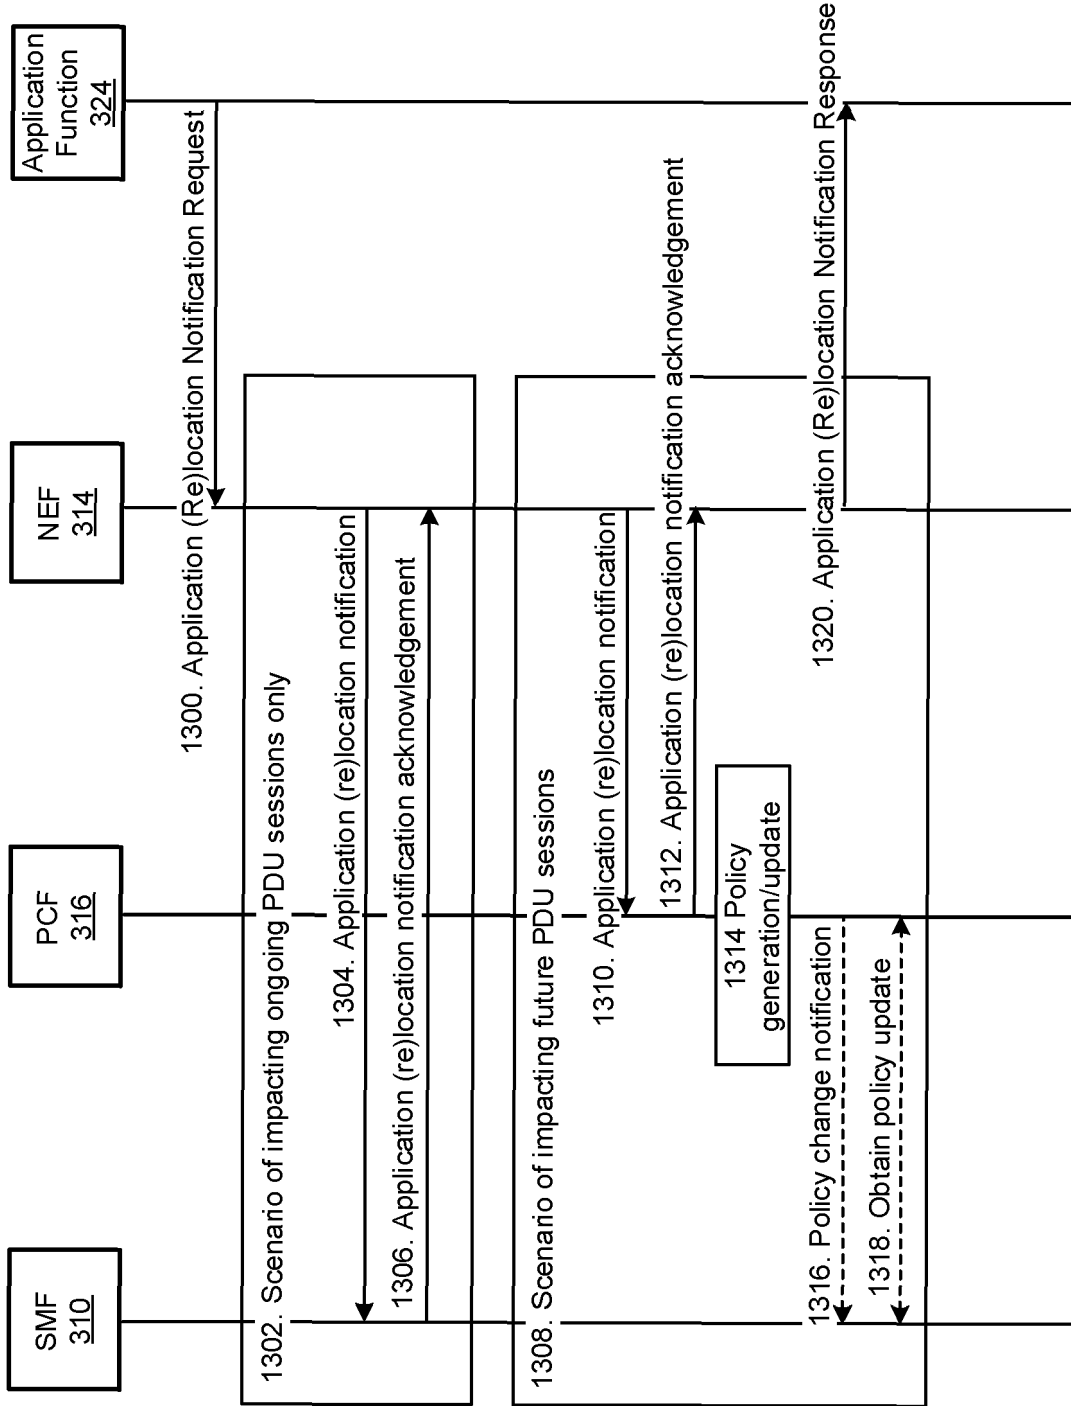 SMF
310
PCF
316
NEF
314
Application
Function
324
1300. Application (Re)location Notification Request
1302. Scenario of impacting ongoing PDU sessions only
1304. Application (re)location notification
1306. Application (re)location notification acknowledgement
1308. Scenario of impacting future PDU sessions
1310. Application (re)location notification
1312. Application (re)location notification acknowledgement
1314 Policy
generation/update
1316. Policy change notification
1318. Obtain policy update
1320. Application (Re)location Notification Response